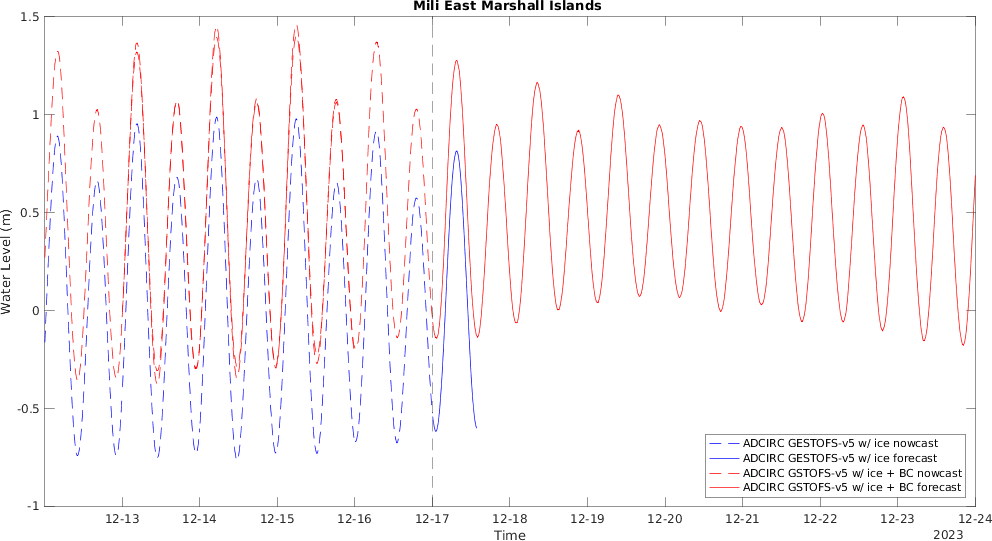 Mili East Marshall Islands
1.5
1
0.5
0
-0.5
-1
Water Level (m)
ADCIRC GESTOFS-v5 w/ ice nowcast
ADCIRC GESTOFS-v5 w/ ice forecast
ADCIRC GSTOFS-v5 w/ ice + BC nowcast
ADCIRC GSTOFS-v5 w/ ice + BC forecast
12-13 12-14 12-15 12-16 12-17 12-18 12-19 12-20 12-21 12-22 12-23 12-24
Time
2023